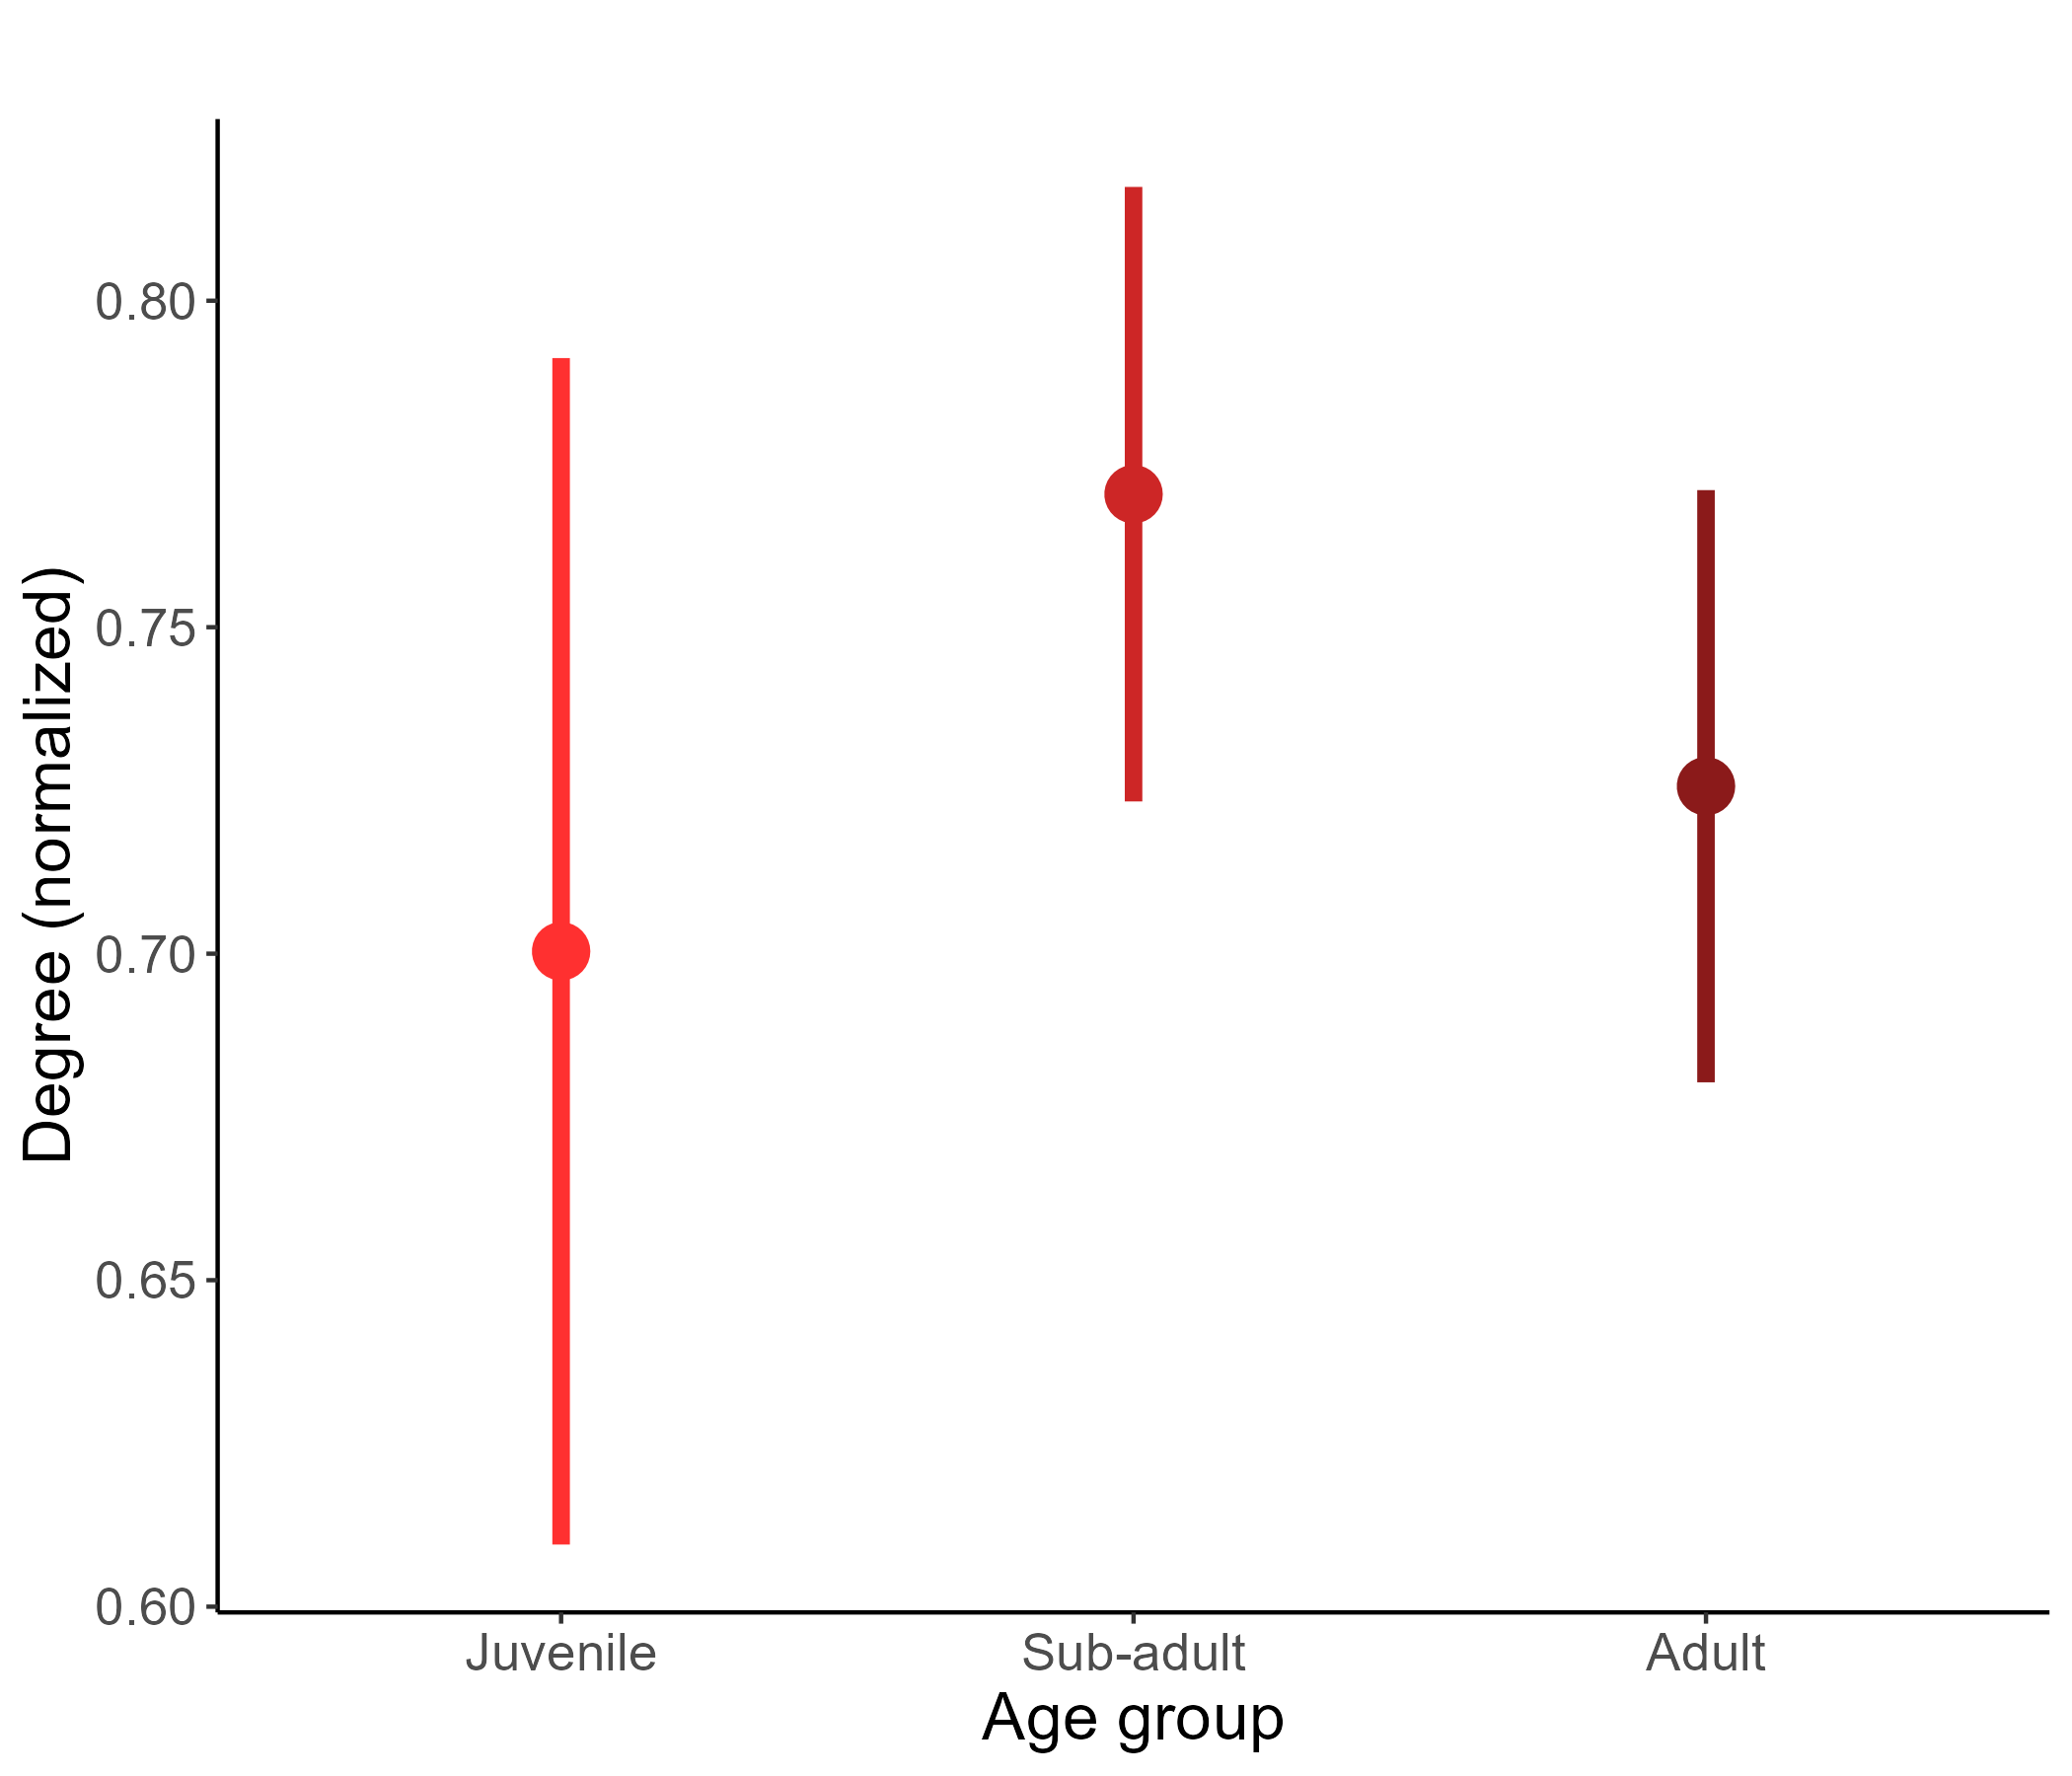 Degree (normalized)
0.80
0.75
0.70
0.65
0.60
Juvenile
Sub-adult
Adult
Age group